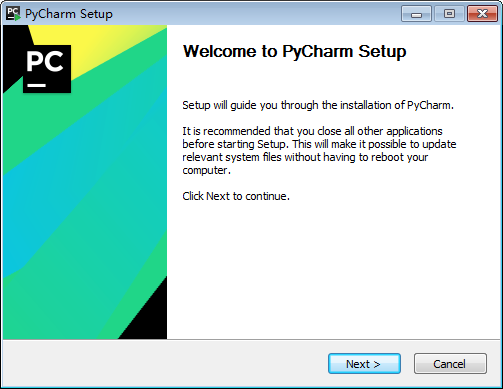 PyCharm Setup
PC
Welcome to PyCharm Setup
Setup will guide you through the installation of PyCharm.
It is recommended that you close all other applications
before starting Setup. This will make it possible to update
relevant system files without having to reboot your
computer.
Click Next to continue.
Next >
Cancel